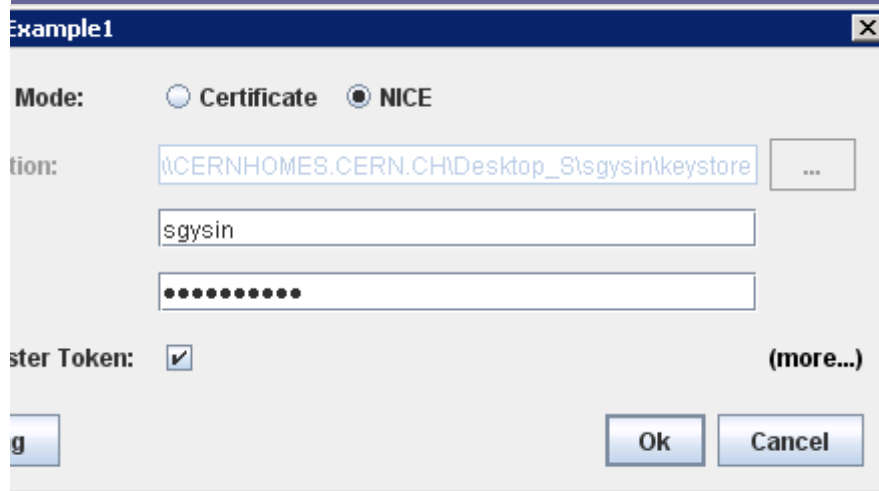 Example1
Mode: Certificate NICE
tion: \\CERNHOMES.CERN.CH\Desktop_S\sgysin\keystore ...
sgysin
••••••••••
ster Token: (more...)
g Ok Cancel